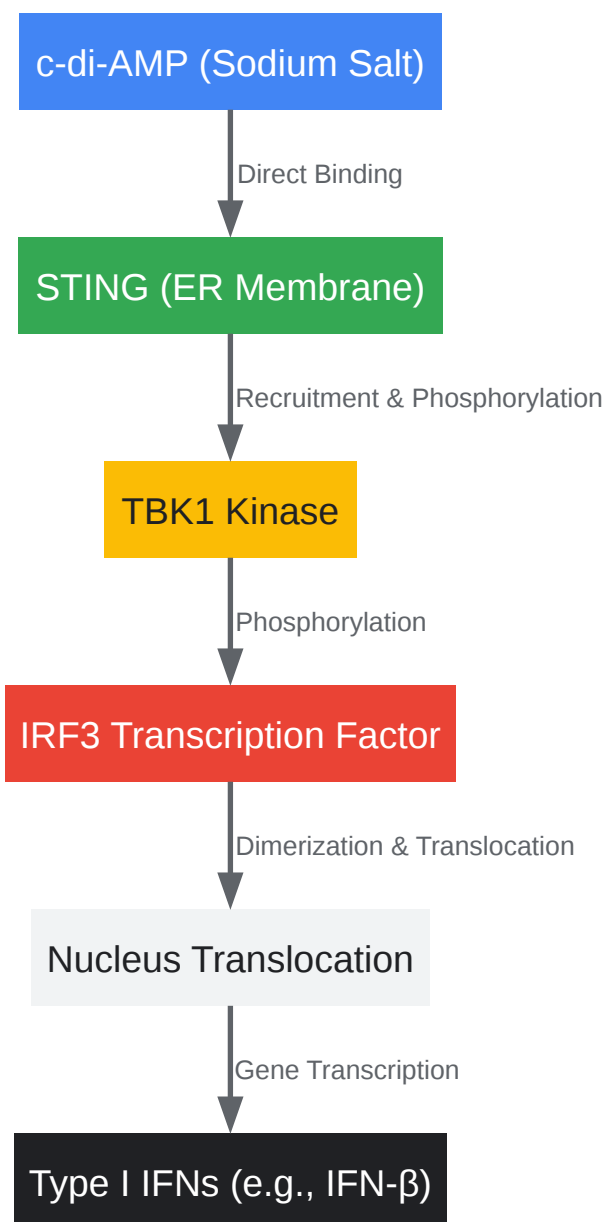 c-di-AMP (Sodium Salt)
Direct Binding
STING (ER Membrane)
Recruitment & Phosphorylation
TBK1 Kinase
Phosphorylation
IRF3 Transcription Factor
Dimerization & Translocation
Nucleus Translocation
Gene Transcription
Type I IFNs (e.g., IFN-β)